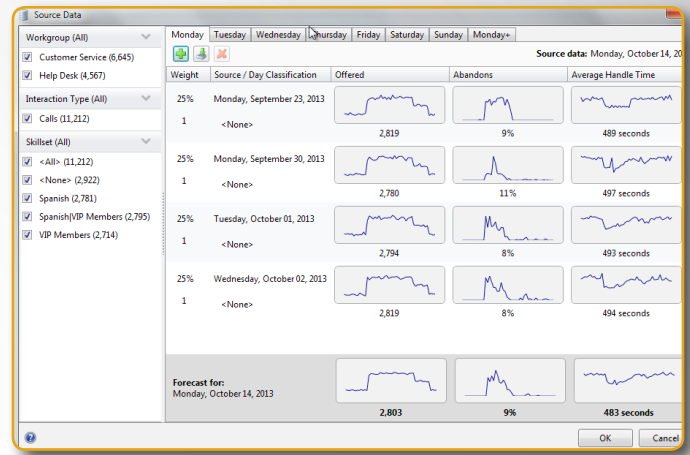 Source Data
Workgroup (All)
Customer Service (6,645)
Help Desk (4,567)
Interaction Type (All)
Calls (11,212)
Skillset (All)
<All> (11,212)
<None> (2,922)
Spanish (2,781)
Spanish|VIP Members (2,795)
VIP Members (2,714)
Monday Tuesday Wednesday Thursday Friday Saturday Sunday Monday+
Source data: Monday, October 14, 20
Weight Source / Day Classification Offered Abandons Average Handle Time
25% Monday, September 23, 2013
1 <None>
2,819 9% 489 seconds
25% Monday, September 30, 2013
1 <None>
2,780 11% 497 seconds
25% Tuesday, October 01, 2013
1 <None>
2,794 8% 493 seconds
25% Wednesday, October 02, 2013
1 <None>
2,819 8% 494 seconds
Forecast for:
Monday, October 14, 2013
2,803 9% 483 seconds
OK Cancel